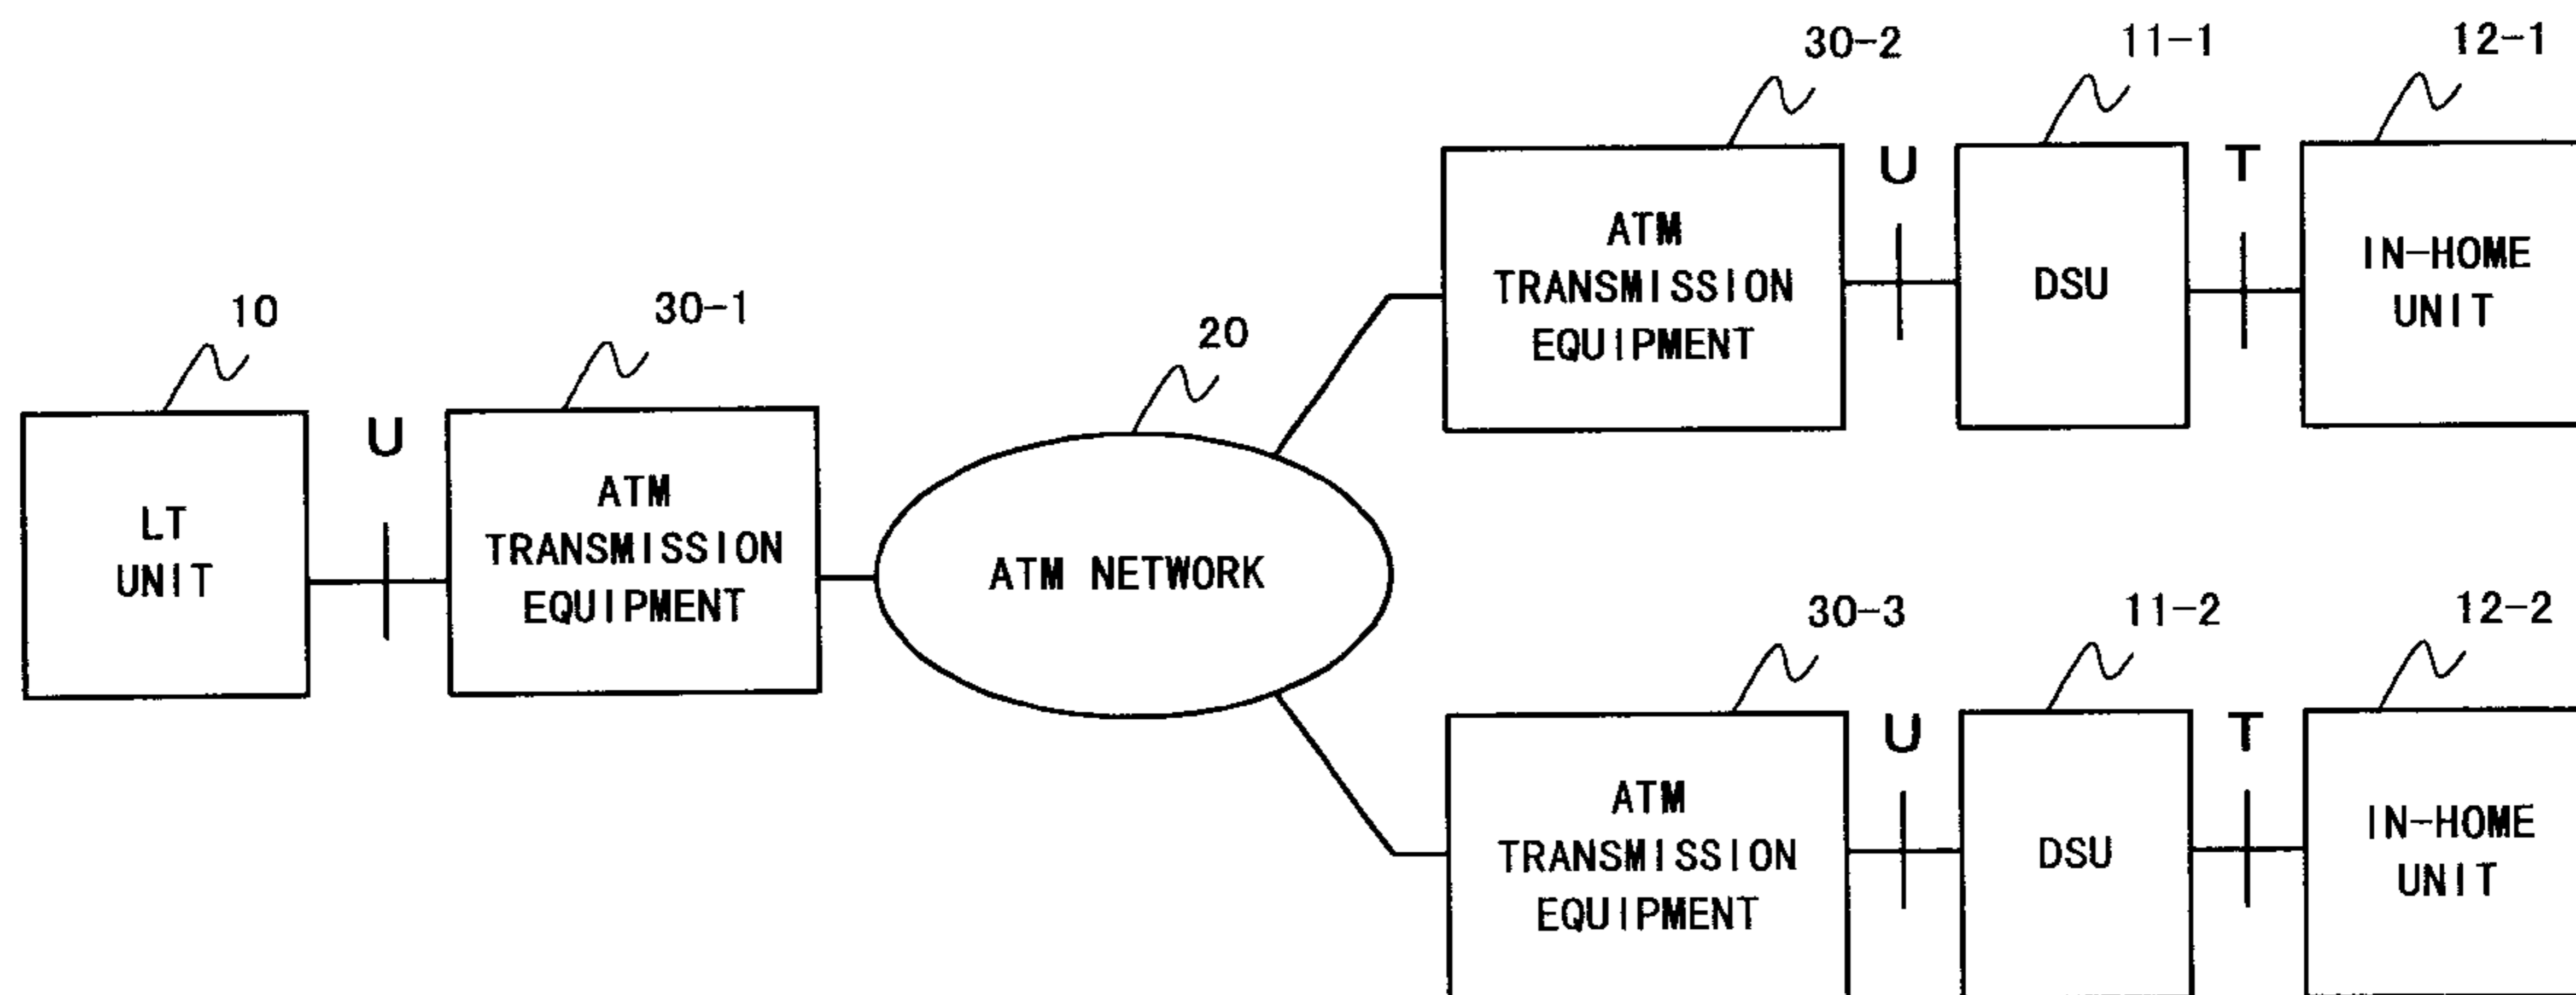 30-2
11-1
12-1
U
T
ATM
TRANSMISSION
EQUIPMENT
DSU
IN-HOME
UNIT
10
30-1
20
U
LT
UNIT
ATM
TRANSMISSION
EQUIPMENT
ATM NETWORK
30-3
11-2
12-2
U
T
ATM
TRANSMISSION
EQUIPMENT
DSU
IN-HOME
UNIT